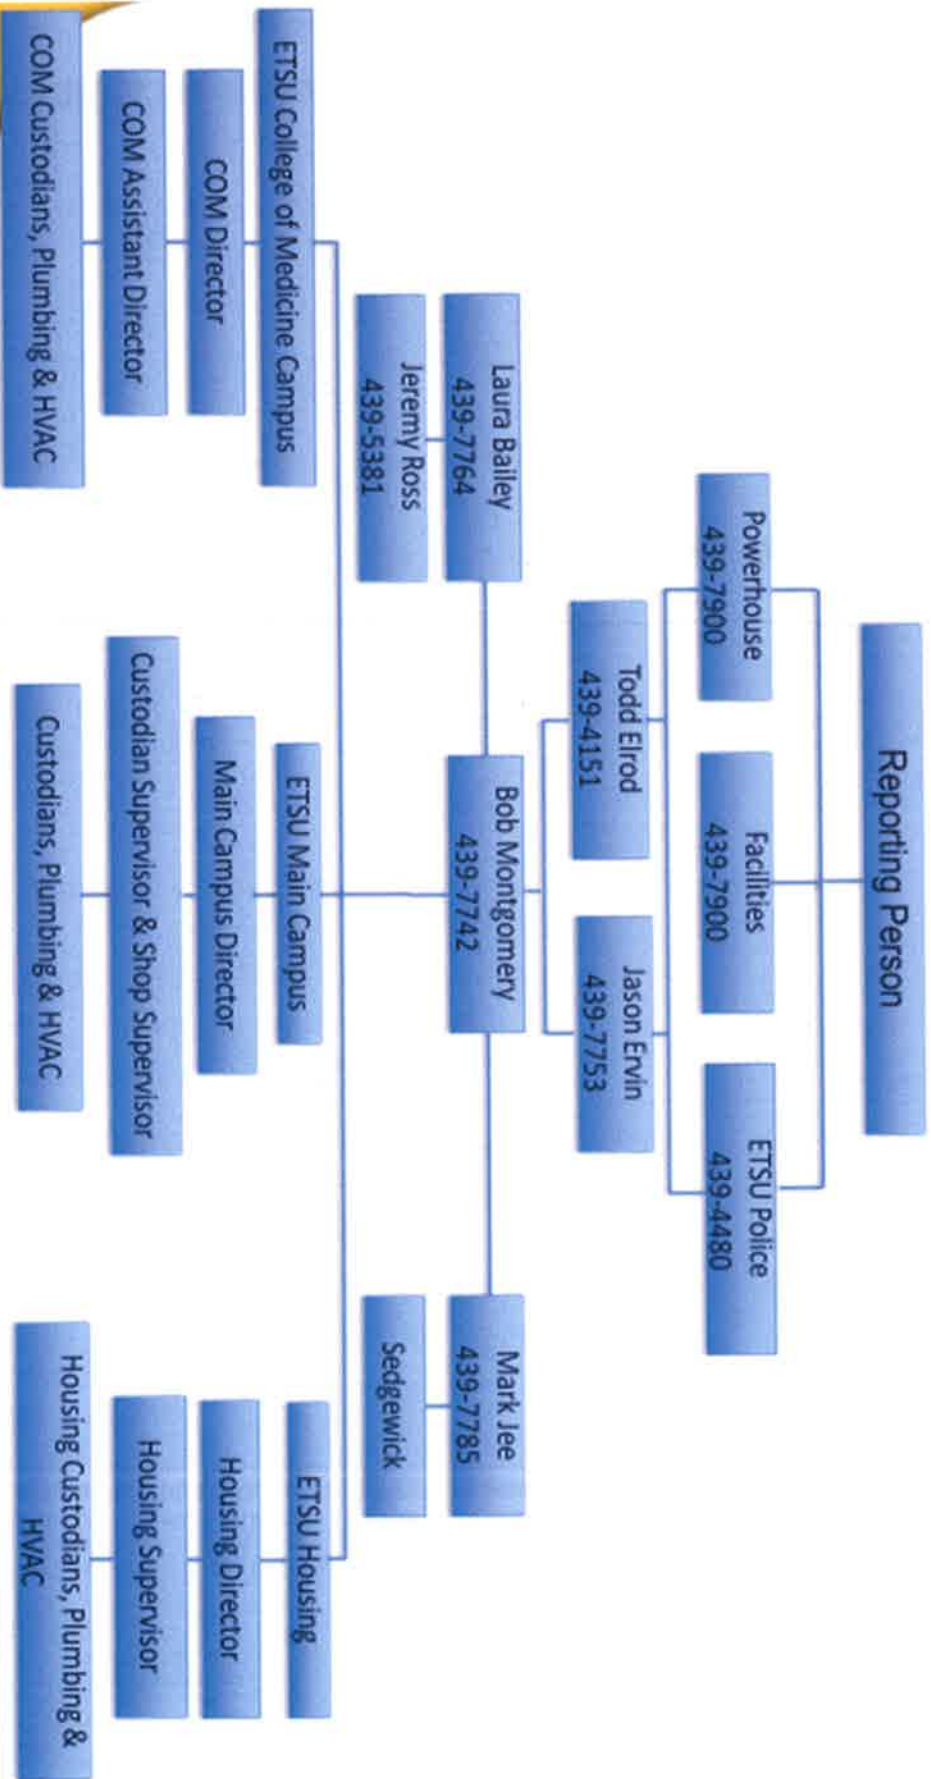 Reporting Person
Powerhouse
439-7900
Facilities
439-7900
ETSU Police
439-4480
Todd Elrod
439-4151
Jason Ervin
439-7753
Laura Bailey
439-7764
Bob Montgomery
439-7742
Mark Jee
439-7785
Jeremy Ross
439-5381
Sedgewick
ETSU College of Medicine Campus
COM Director
COM Assistant Director
COM Custodians, Plumbing & HVAC
ETSU Main Campus
Main Campus Director
Custodian Supervisor & Shop Supervisor
Custodians, Plumbing & HVAC
ETSU Housing
Housing Director
Housing Supervisor
Housing Custodians, Plumbing &
HVAC